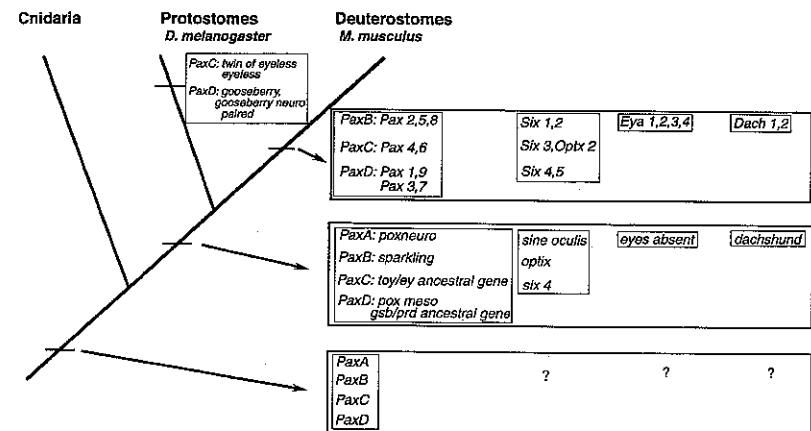 Cnidaria
Protostomes
D. melanogaster
Deuterostomes
M. musculus
PaxC: twin of eyeless
eyeless
PaxD: gooseberry,
gooseberry neuro
paired
PaxB: Pax 2,5,8
PaxC: Pax 4,6
PaxD: Pax 1,9
Pax 3,7
Six 1,2
Six 3,Optx 2
Six 4,5
Eya 1,2,3,4
Dach 1,2
PaxA: poxneuro
PaxB: sparkling
PaxC: toy/ey ancestral gene
PaxD: pox meso
gsb/prd ancestral gene
sine oculis
optix
six 4
eyes absent
dachshund
PaxA
PaxB
PaxC
PaxD
?
?
?